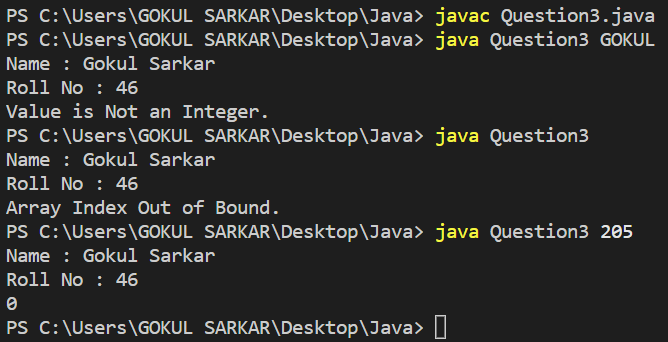 PS C:\Users\GOKUL SARKAR\Desktop\Java> javac Question3.java
PS C:\Users\GOKUL SARKAR\Desktop\Java> java Question3 GOKUL
Name : Gokul Sarkar
Roll No : 46
Value is Not an Integer.
PS C:\Users\GOKUL SARKAR\Desktop\Java> java Question3
Name : Gokul Sarkar
Roll No : 46
Array Index Out of Bound.
PS C:\Users\GOKUL SARKAR\Desktop\Java> java Question3 205
Name : Gokul Sarkar
Roll No : 46
0
PS C:\Users\GOKUL SARKAR\Desktop\Java>